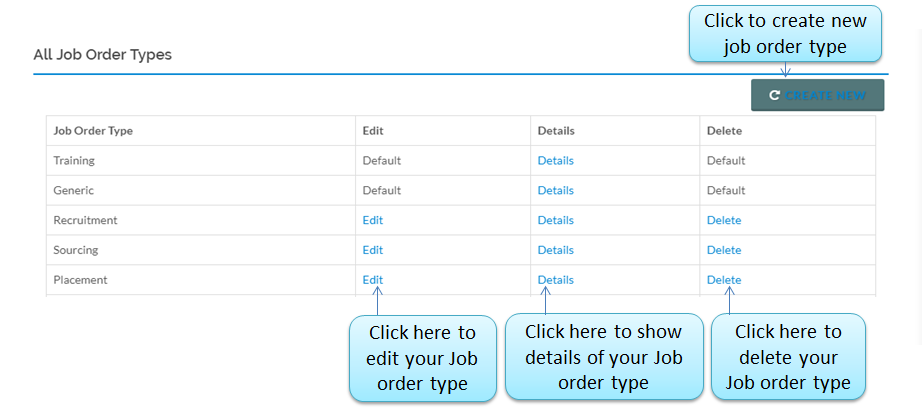 Click to create new
job order type
All Job Order Types
CREATE NEW
Job Order Type Edit Details Delete
Training Default Details Default
Generic Default Details Default
Recruitment Edit Details Delete
Sourcing Edit Details Delete
Placement Edit Details Delete
Click here to
edit your Job
order type
Click here to show
details of your Job
order type
Click here to
delete your
Job order type